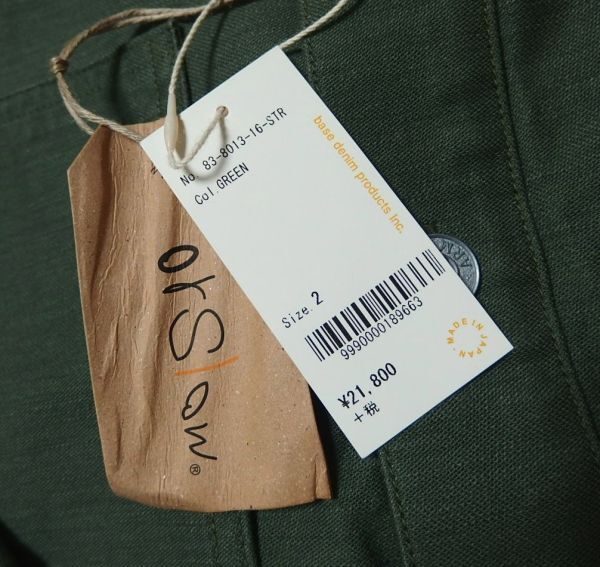 No. 83-8013-16-STR
Col.GREEN
base denim products Inc.
Size.2
9990000189663
¥21,800
+税
MADE IN JAPAN
orSlow®
ARM